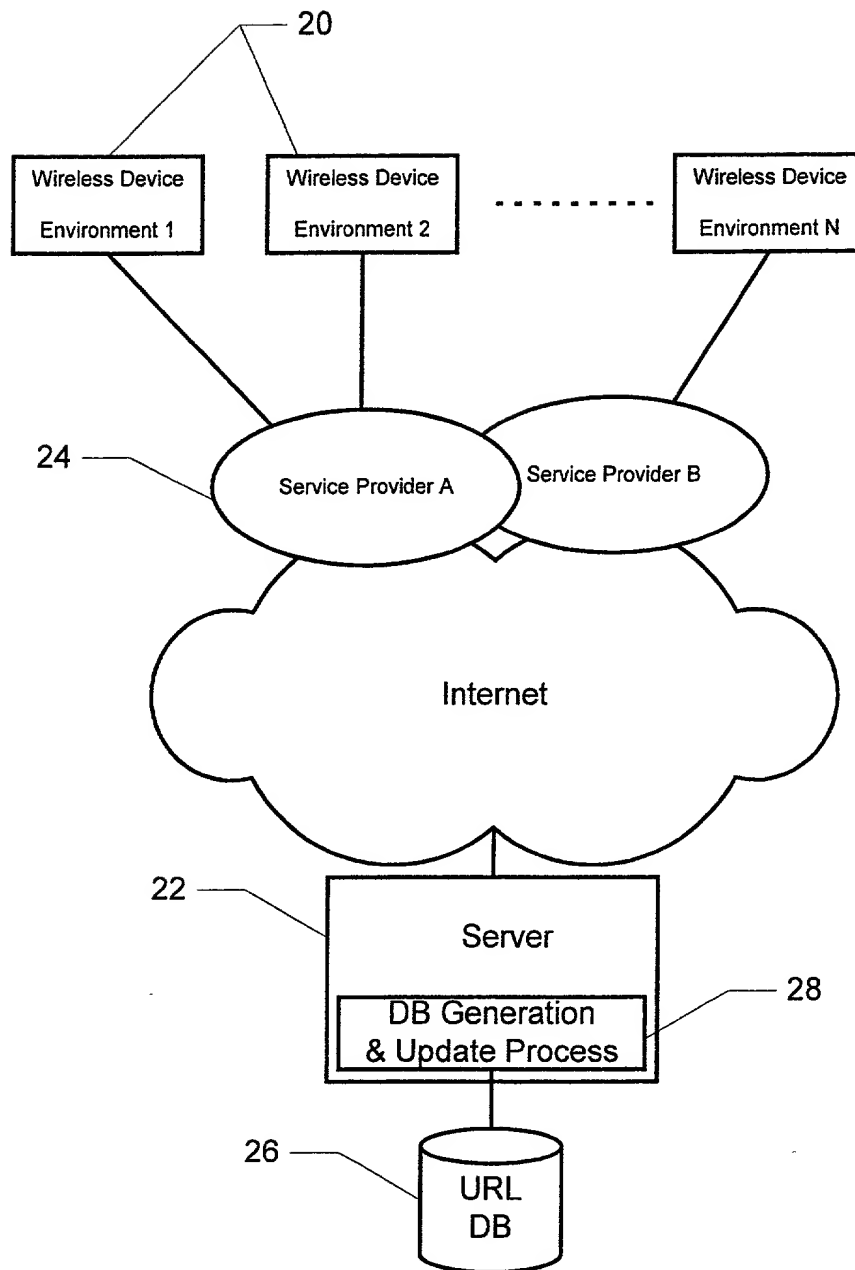 20
Wireless Device
Environment 1
Wireless Device
Environment 2
Wireless Device
Environment N
24
Service Provider A
Service Provider B
Internet
22
Server
28
DB Generation
& Update Process
26
URL
DB